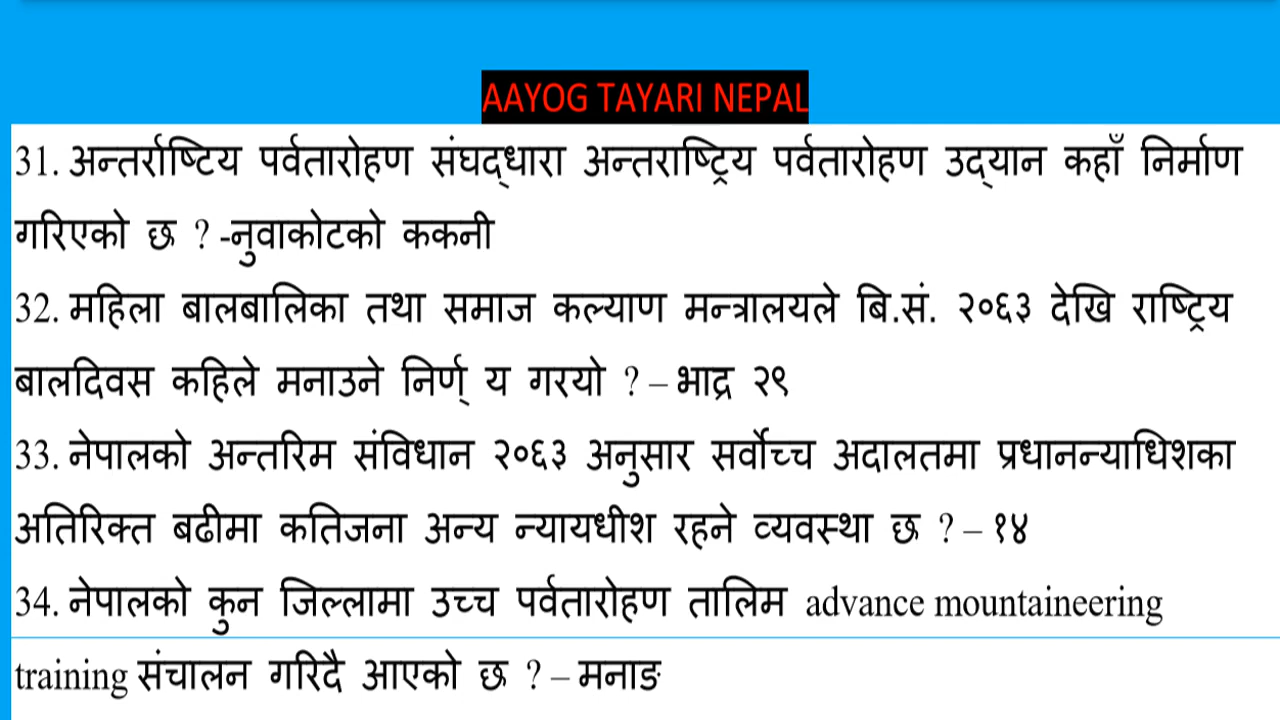 AAYOG TAYARI NEPAL
31. अन्तर्राष्टिय पर्वतारोहण संघद्‌धारा अन्तराष्ट्रिय पर्वतारोहण उद्‌यान कहाँ निर्माण
गरिएको छ ? -नुवाकोटको ककनी
32. महिला बालबालिका तथा समाज कल्याण मन्त्रालयले बि.सं. २०६३ देखि राष्ट्रिय
बालदिवस कहिले मनाउने निर्ण् य गरयो ? – भाद्र २९
33. नेपालको अन्तरिम संविधान २०६३ अनुसार सर्वोच्च अदालतमा प्रधानन्याधिशका
अतिरिक्त बढीमा कतिजना अन्य न्यायधीश रहने व्यवस्था छ ? – १४
34. नेपालको कुन जिल्लामा उच्च पर्वतारोहण तालिम advance mountaineering
training संचालन गरिदै आएको छ ? – मनाङ